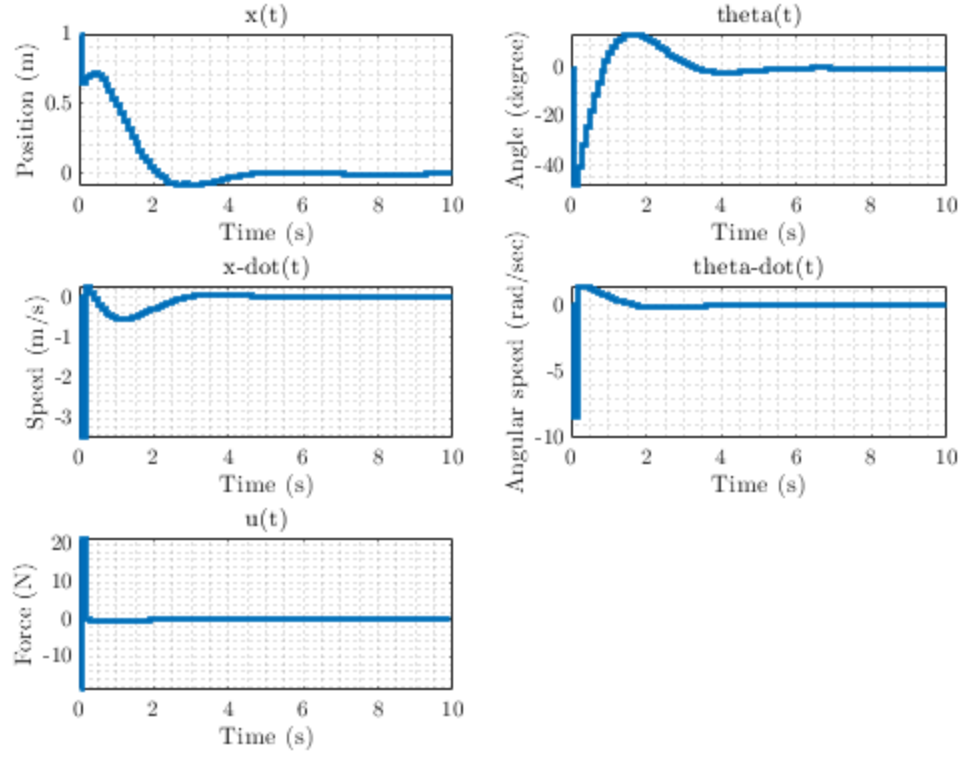 x(t)
Position (m)
1
0.5
0
0 2 4 6 8 10
Time (s)
theta(t)
Angle (degree)
0
-20
-40
0 2 4 6 8 10
Time (s)
x-dot(t)
Speed (m/s)
0
-1
-2
-3
0 2 4 6 8 10
Time (s)
theta-dot(t)
Angular speed (rad/sec)
0
-5
-10
0 2 4 6 8 10
Time (s)
u(t)
Force (N)
20
10
0
-10
0 2 4 6 8 10
Time (s)